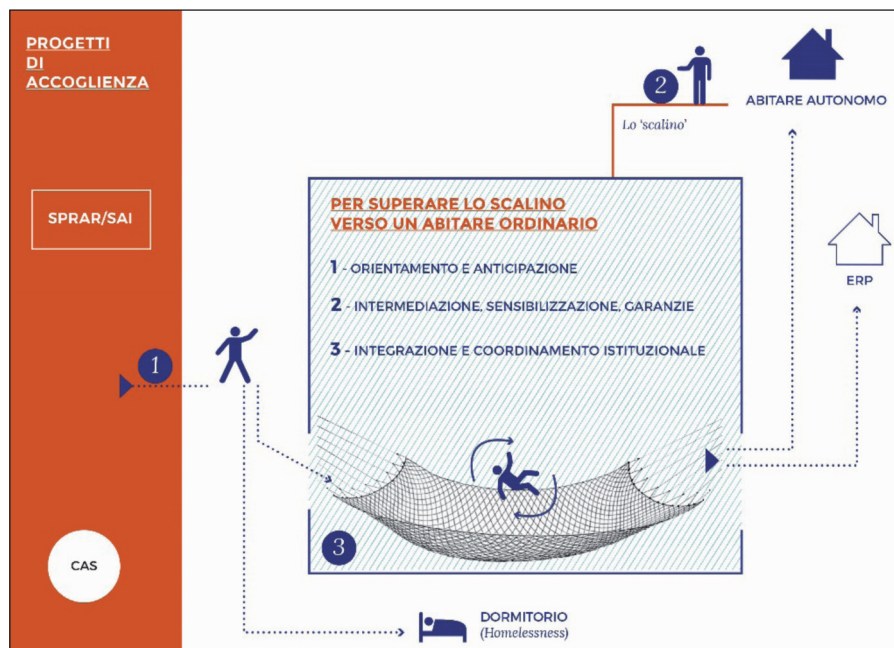 PROGETTI
DI
ACCOGLIENZA
SPRAR/SAI
1
CAS
2
Lo ‘scalino’
ABITARE AUTONOMO
ERP
PER SUPERARE LO SCALINO
VERSO UN ABITARE ORDINARIO
1 - ORIENTAMENTO E ANTICIPAZIONE
2 - INTERMEDIAZIONE, SENSIBILIZZAZIONE, GARANZIE
3 - INTEGRAZIONE E COORDINAMENTO ISTITUZIONALE
3
DORMITORIO
(Homelessness)